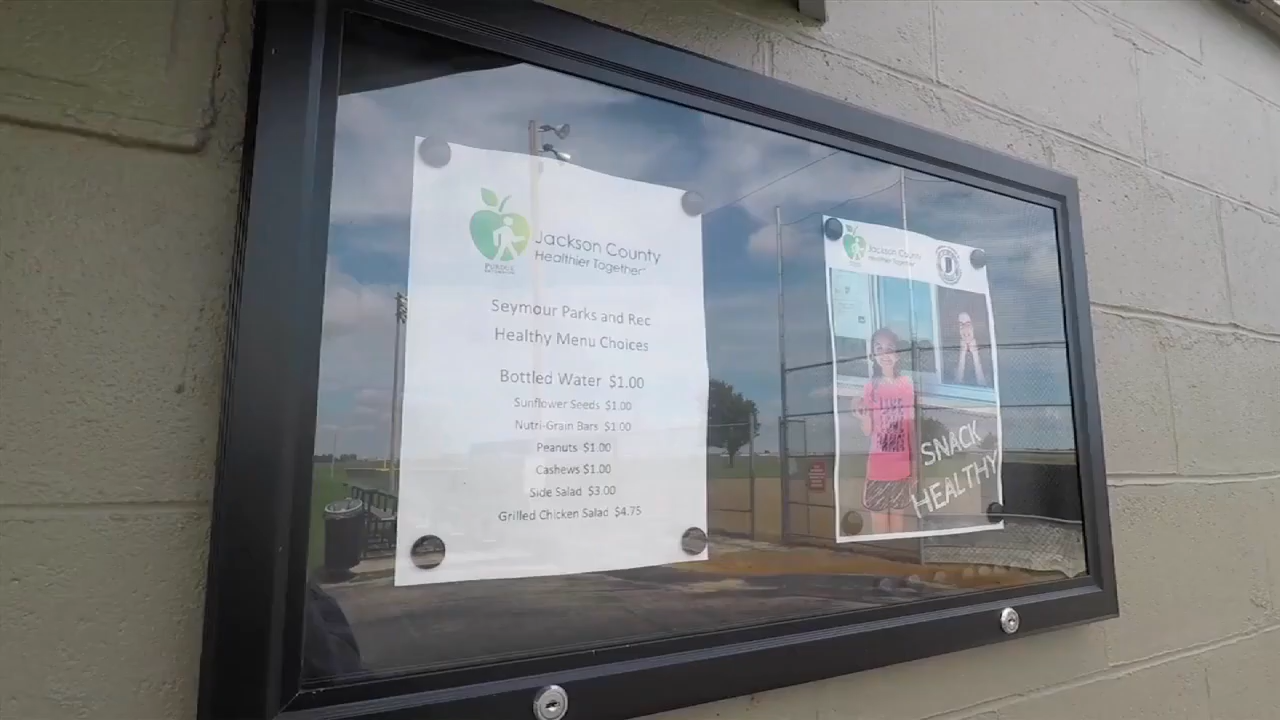 Jackson County
Healthier Together
Seymour Parks and Rec
Healthy Menu Choices
Bottled Water $1.00
Sunflower Seeds $1.00
Nutri-Grain Bars $1.00
Peanuts $1.00
Cashews $1.00
Side Salad $3.00
Grilled Chicken Salad $4.75
Jackson County
Healthier Together
SNACK
HEALTHY